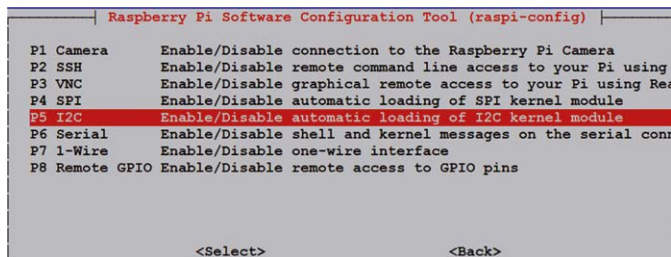 Raspberry Pi Software Configuration Tool (raspi-config)
P1 Camera Enable/Disable connection to the Raspberry Pi Camera
P2 SSH Enable/Disable remote command line access to your Pi using
P3 VNC Enable/Disable graphical remote access to your Pi using
P4 SPI Enable/Disable automatic loading of SPI kernel module
P5 I2C Enable/Disable automatic loading of I2C kernel module
P6 Serial Enable/Disable shell and kernel messages on the serial
P7 1-Wire Enable/Disable one-wire interface
P8 Remote GPIO Enable/Disable remote access to GPIO pins
<Select> <Back>